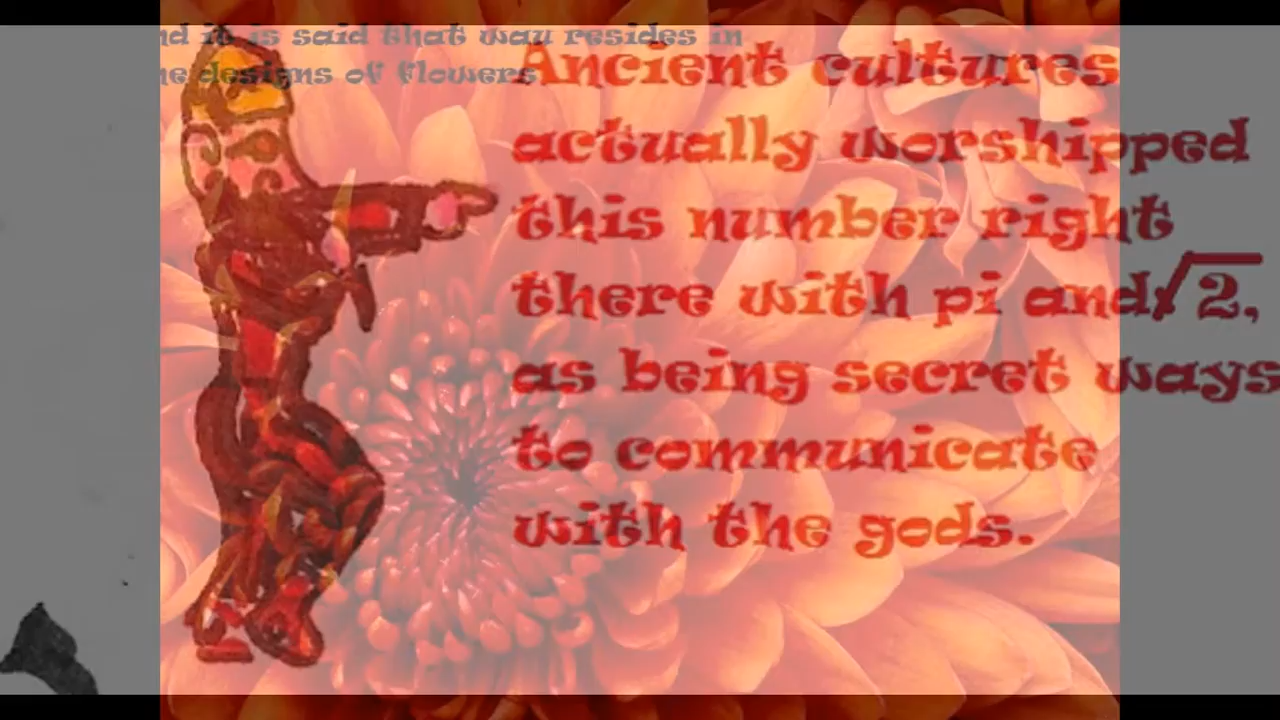 nd it is said that way resides in
he designs of flowers
Ancient cultures
actually worshipped
this number right
there with pi and √2,
as being secret ways
to communicate
with the gods.